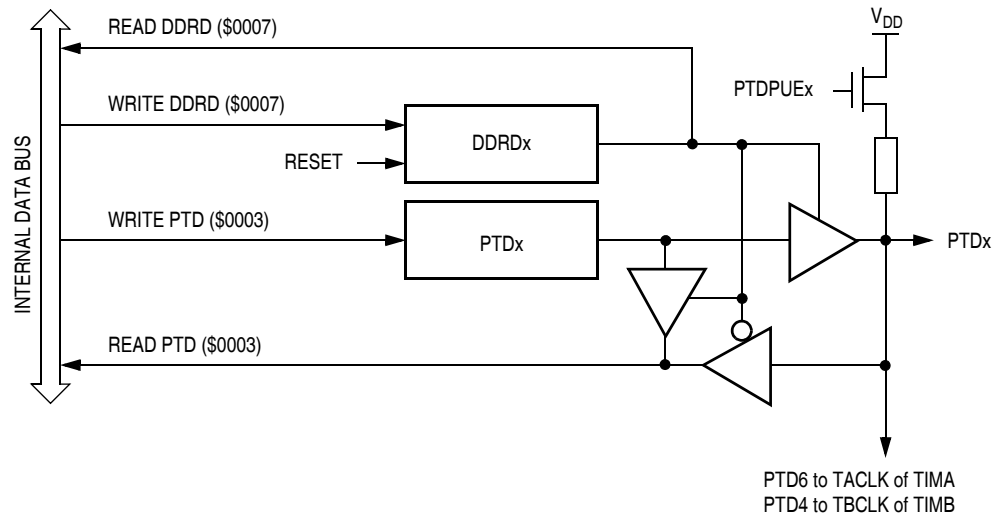 READ DDRD ($0007)
V_DD
PTDPUEx
WRITE DDRD ($0007)
DDRDx
RESET
WRITE PTD ($0003)
PTDx
PTDx
INTERNAL DATA BUS
READ PTD ($0003)
PTD6 to TACLK of TIMA
PTD4 to TBCLK of TIMB